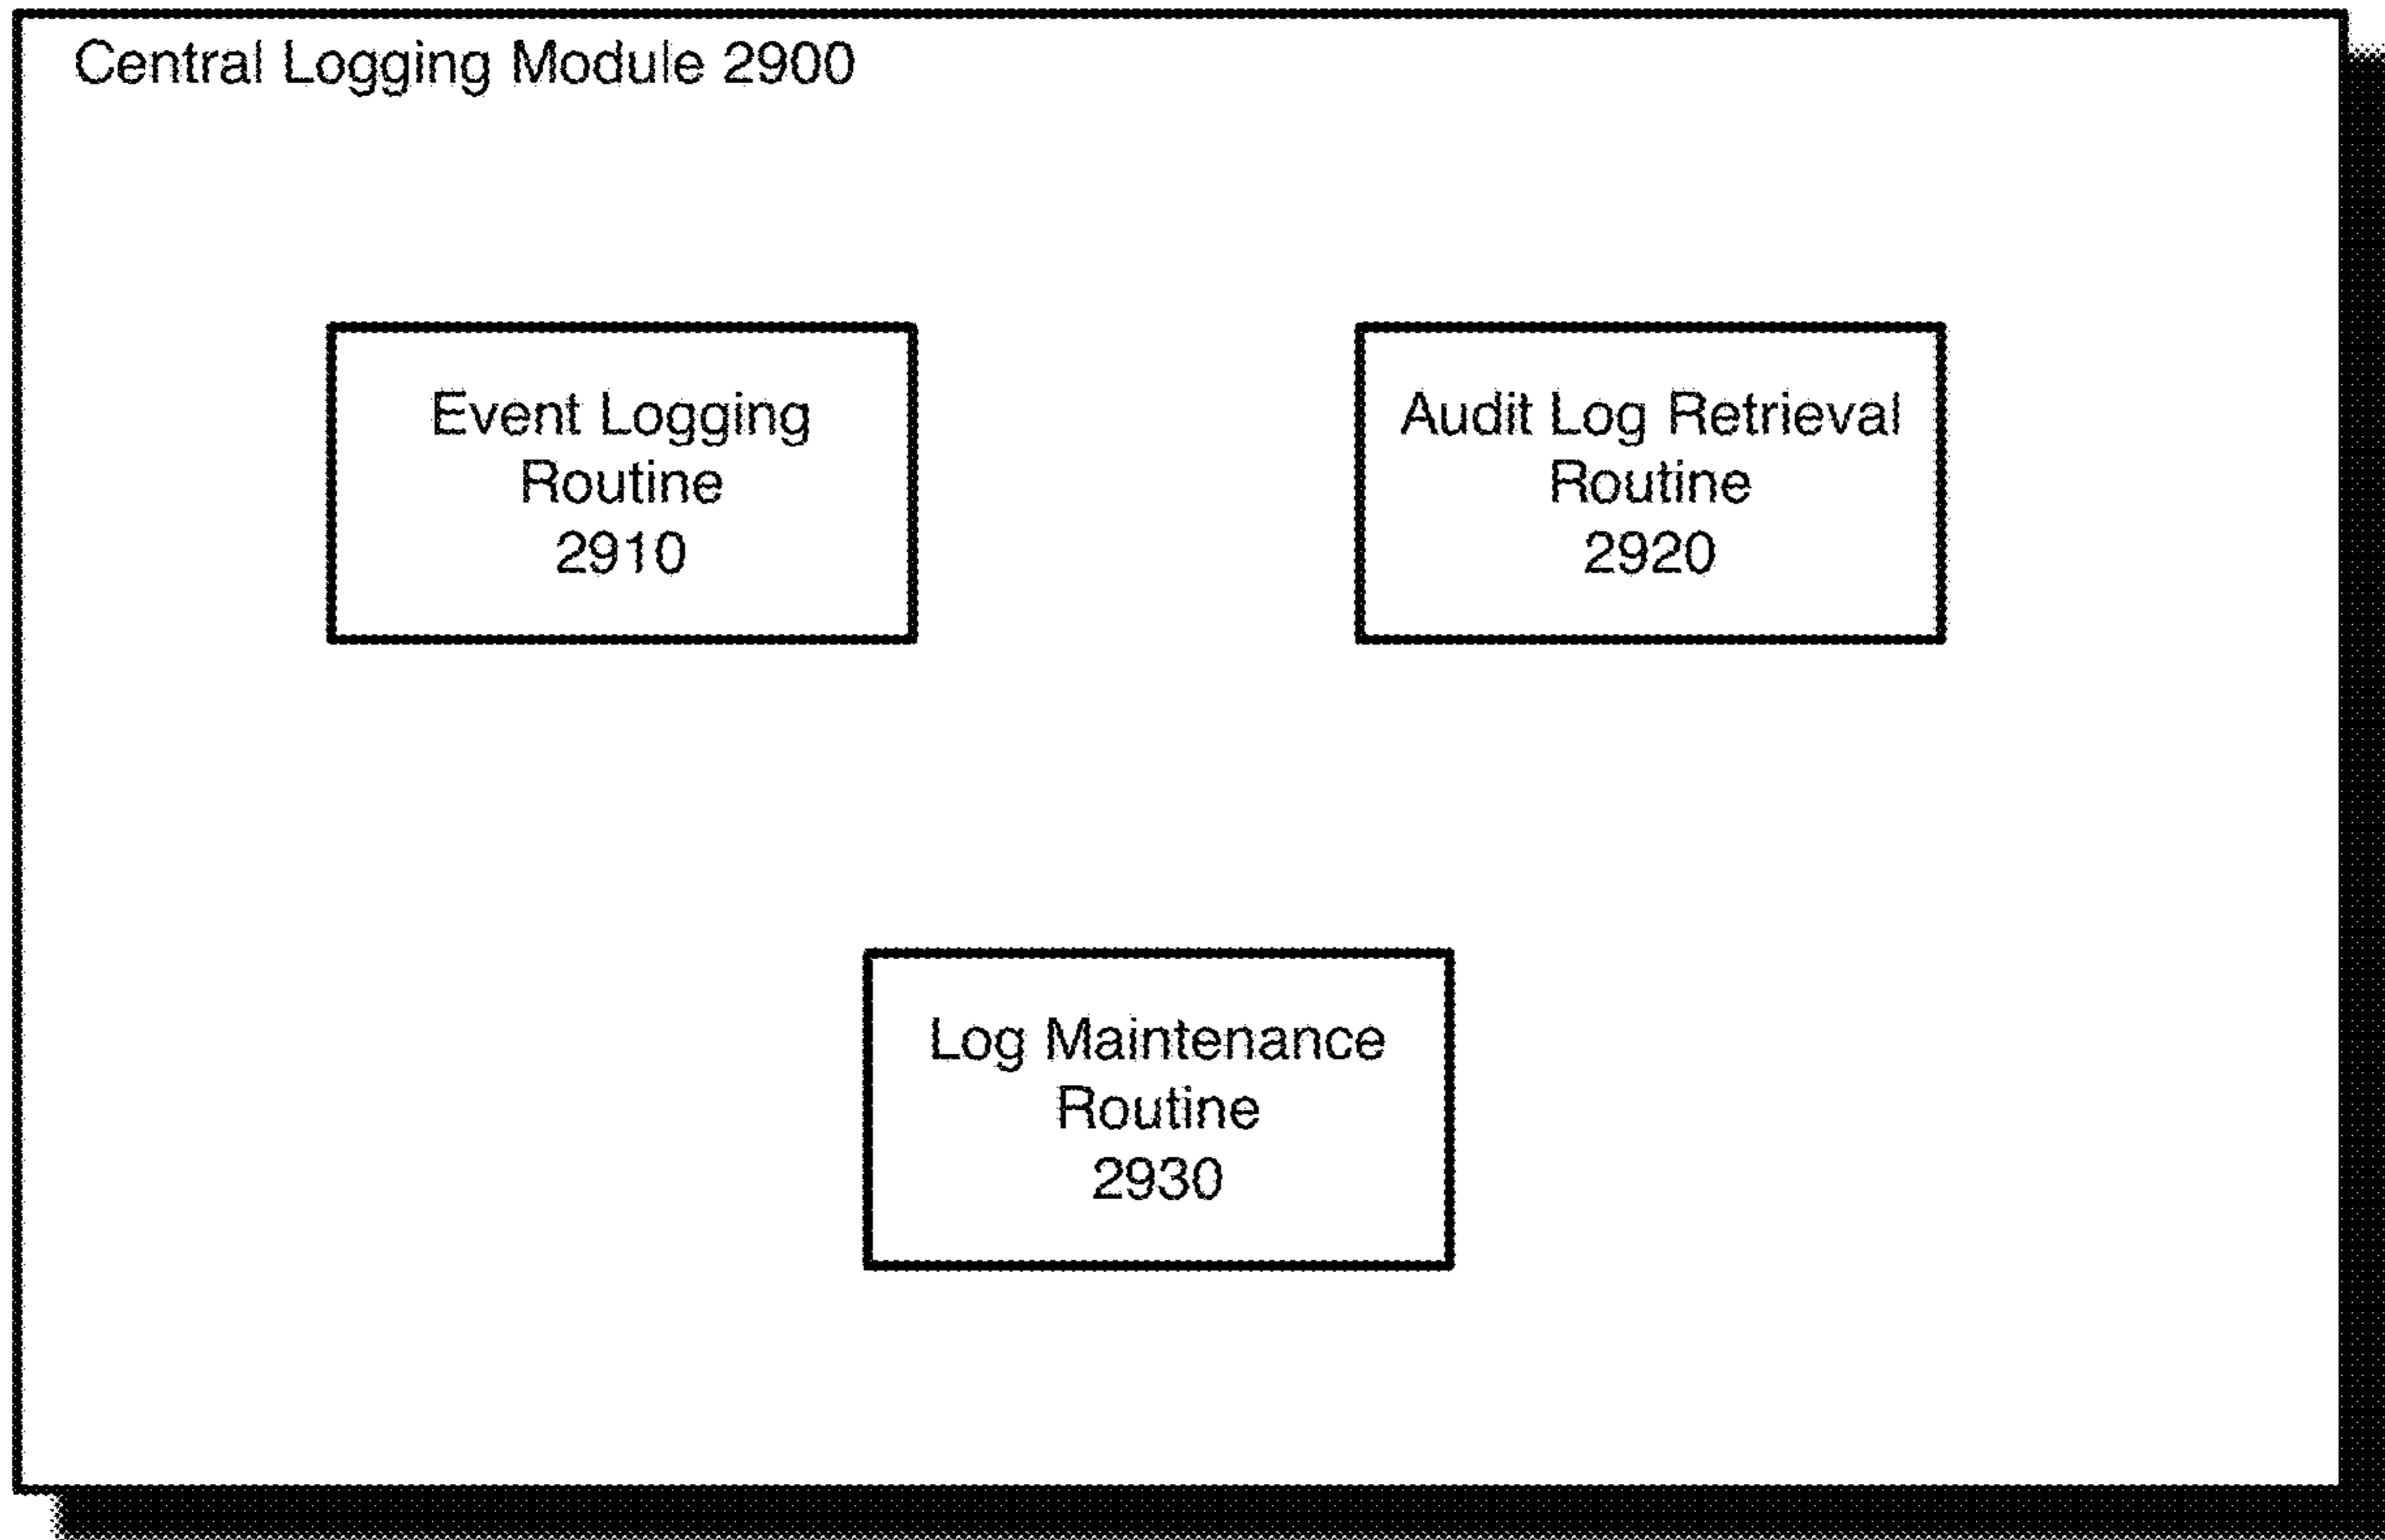 Central Logging Module 2900
Event Logging
Routine
2910
Audit Log Retrieval
Routine
2920
Log Maintenance
Routine
2930